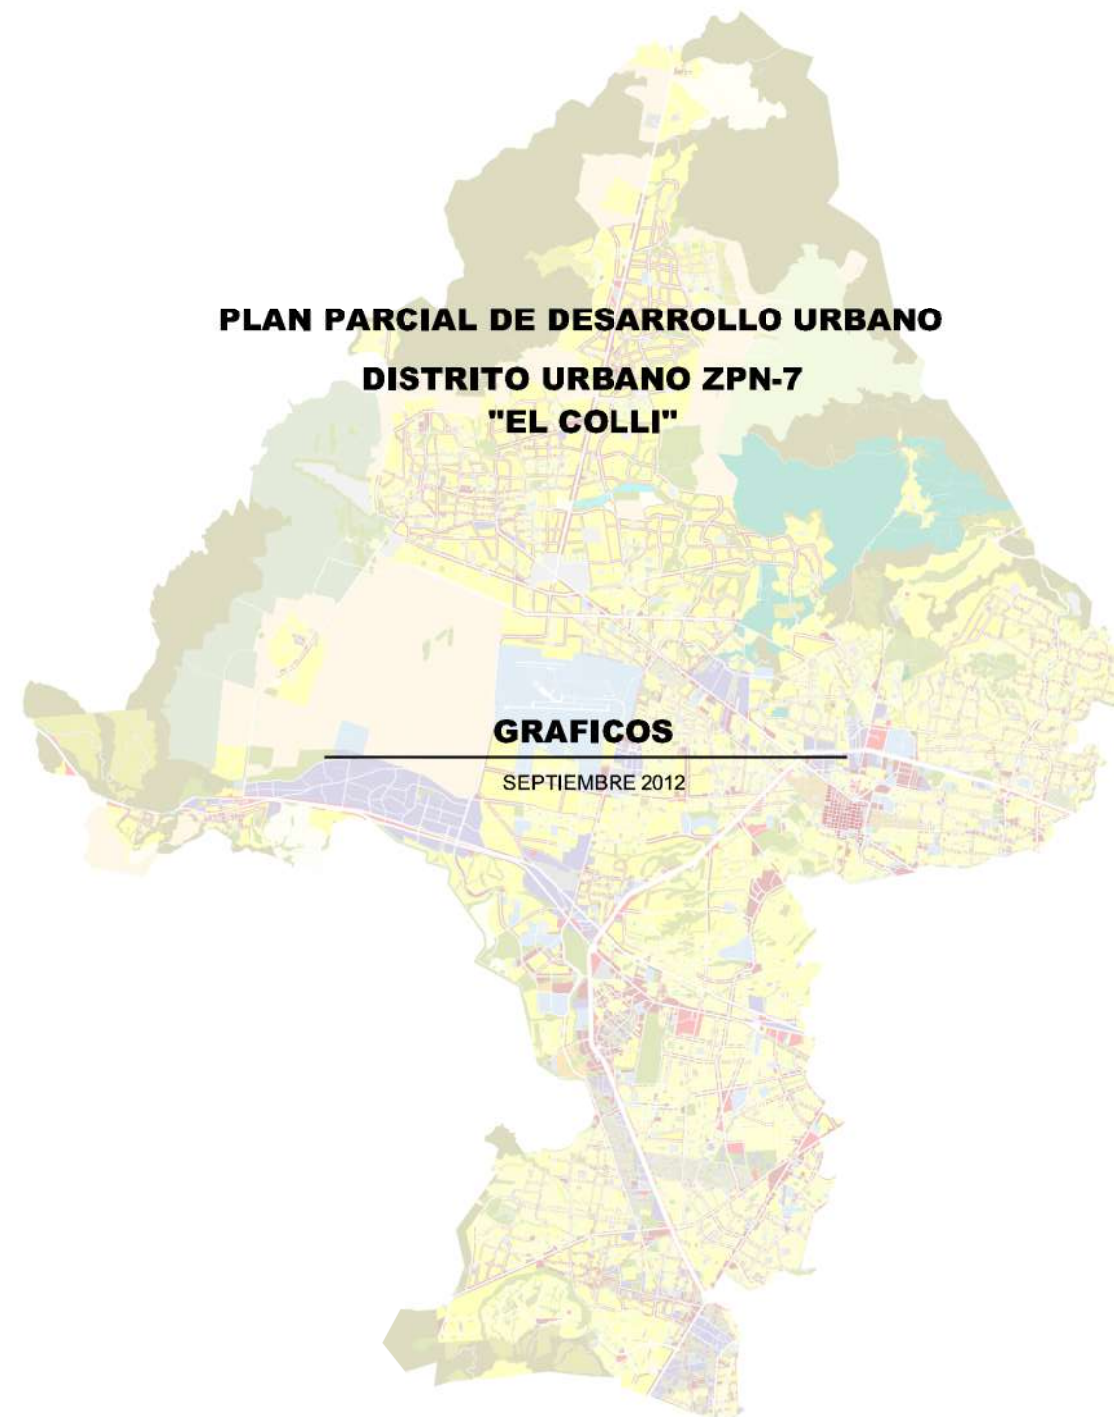 PLAN PARCIAL DE DESARROLLO URBANO
DISTRITO URBANO ZPN-7
"EL COLLI"
GRAFICOS
SEPTIEMBRE 2012